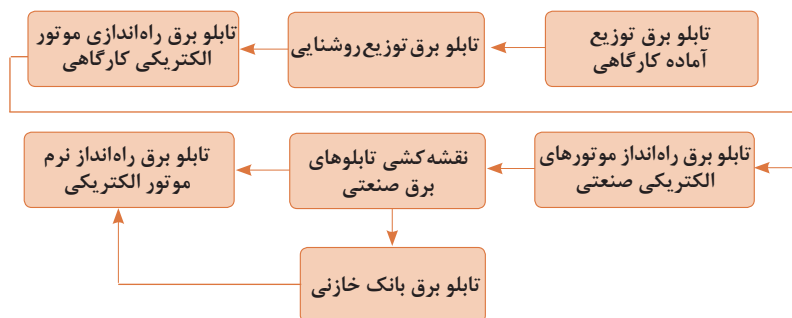 تابلو برق توزیع
آماده کارگاهی
تابلو برق توزیع روشنایی
تابلو برق راه‌اندازی موتور
الکتریکی کارگاهی
تابلو برق راه‌انداز موتورهای
الکتریکی صنعتی
نقشه‌کشی تابلوهای
برق صنعتی
تابلو برق راه‌انداز نرم
موتور الکتریکی
تابلو برق بانک خازنی